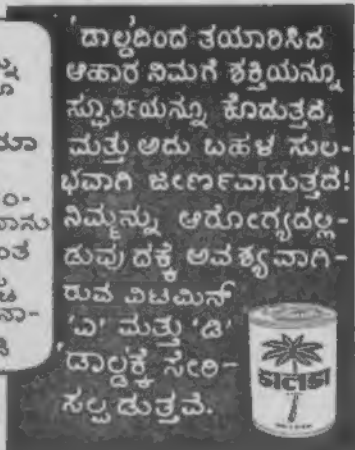 'ಡಾಲ್ಡ'ದಿಂದ ತಯಾರಿಸಿದ
ಆಹಾರ ನಿಮಗೆ ಶಕ್ತಿಯನ್ನೂ
ಸ್ಫೂರ್ತಿಯನ್ನೂ ಕೊಡುತ್ತದೆ,
ಮತ್ತು ಅದು ಬಹಳ ಸುಲ-
ಭವಾಗಿ ಜೀರ್ಣವಾಗುತ್ತದೆ!
ನಿಮ್ಮನ್ನು ಆರೋಗ್ಯದಲ್ಲಿ-
ಡುವುದಕ್ಕೆ ಅವಶ್ಯವಾಗಿ-
ರುವ ವಿಟಮಿನ್
'ಎ' ಮತ್ತು 'ಡಿ'
'ಡಾಲ್ಡ'ಕ್ಕೆ ಸೇರಿ-
ಸಲ್ಪಡುತ್ತವೆ.
डालडा